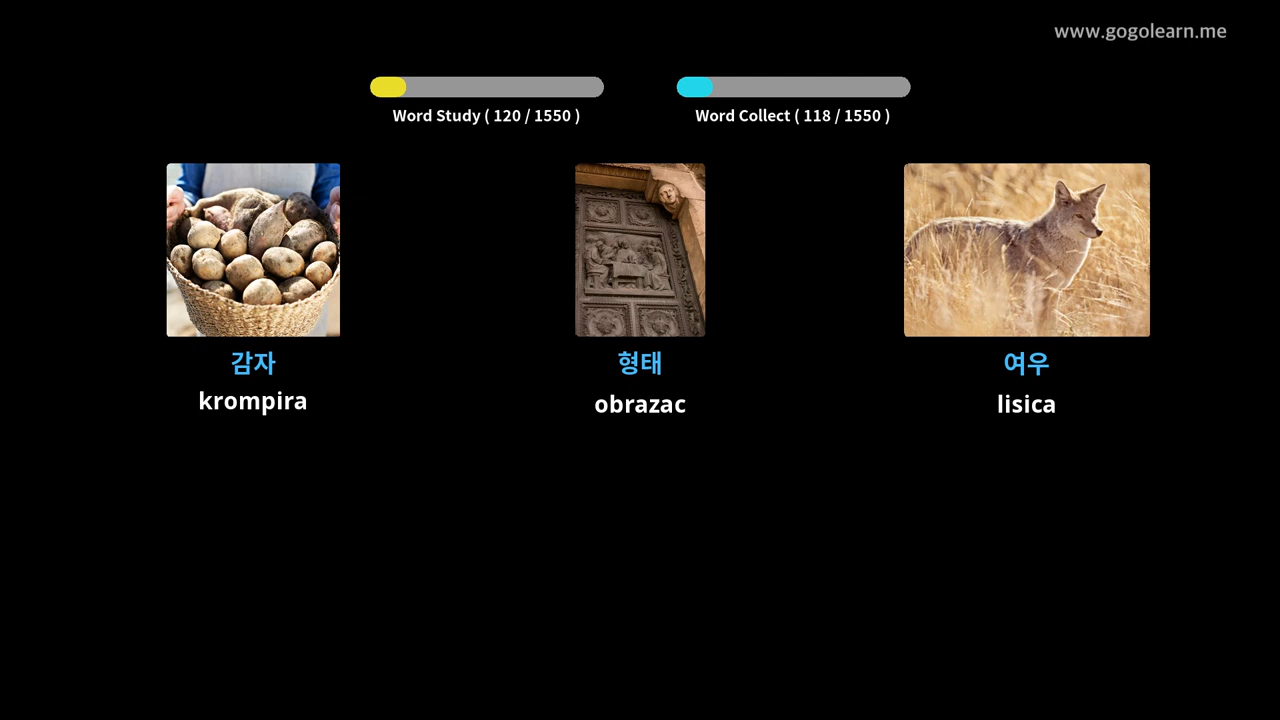 www.gogolearn.me
Word Study ( 120 / 1550 )
Word Collect ( 118 / 1550 )
감자
krompira
형태
obrazac
여우
lisica